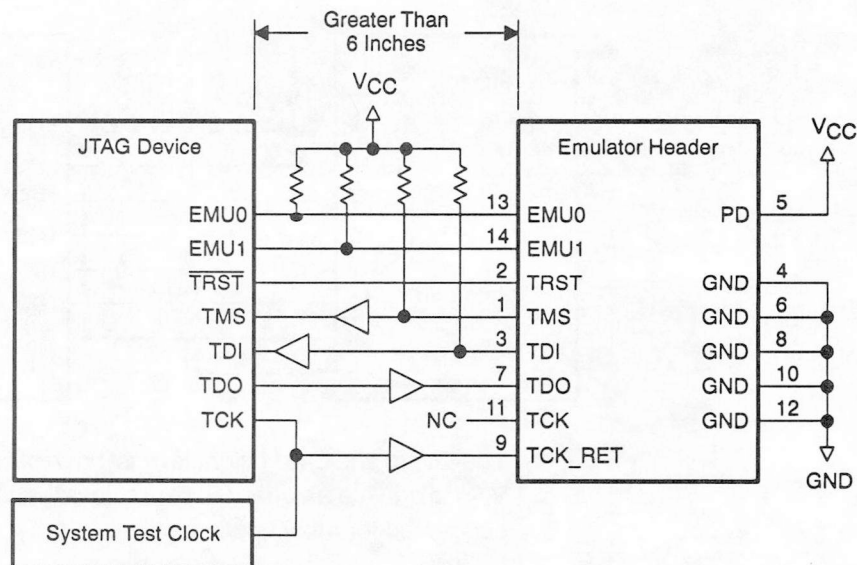 Greater Than
6 Inches
VCC
JTAG Device
Emulator Header
VCC
EMU0 13 EMU0 PD 5
EMU1 14 EMU1
TRST 2 TRST GND 4
TMS 1 TMS GND 6
TDI 3 TDI GND 8
TDO 7 TDO GND 10
TCK NC 11 TCK GND 12
9 TCK_RET
GND
System Test Clock